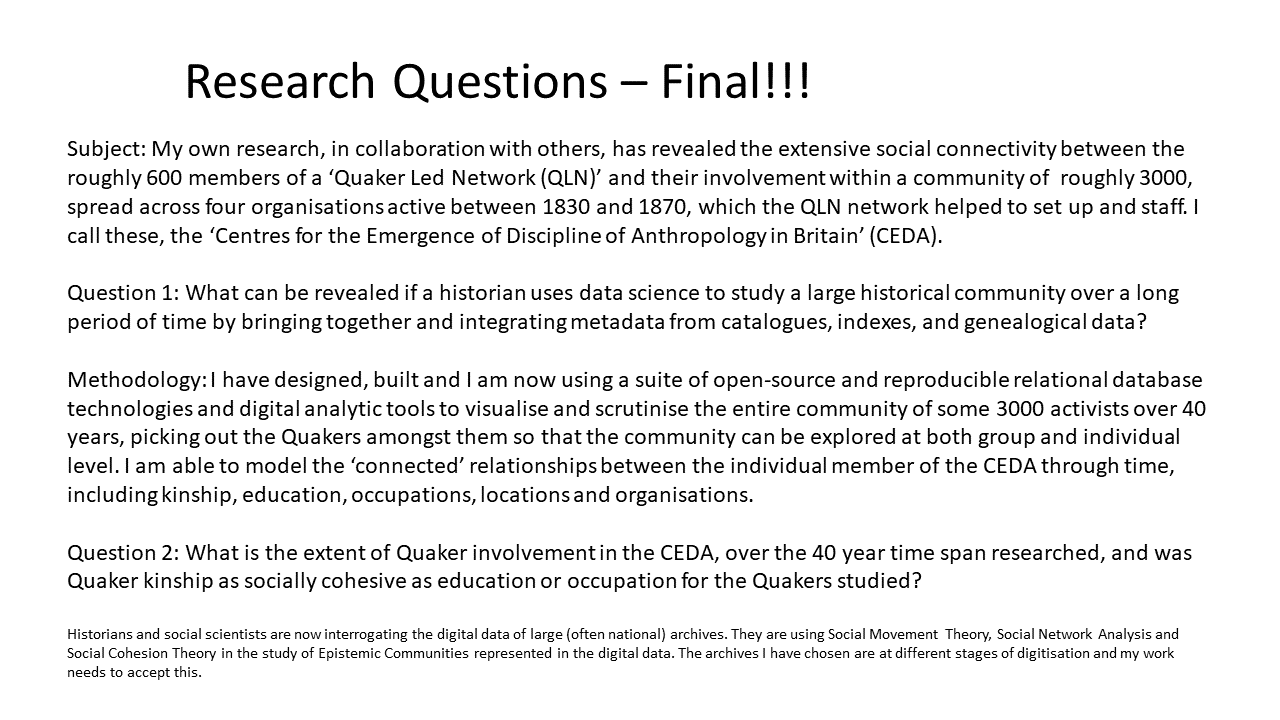 Research Questions – Final!!!
Subject: My own research, in collaboration with others, has revealed the extensive social connectivity between the
roughly 600 members of a ‘Quaker Led Network (QLN)’ and their involvement within a community of  roughly 3000,
spread across four organisations active between 1830 and 1870, which the QLN network helped to set up and staff. I
call these, the ‘Centres for the Emergence of Discipline of Anthropology in Britain’ (CEDA).
Question 1: What can be revealed if a historian uses data science to study a large historical community over a long
period of time by bringing together and integrating metadata from catalogues, indexes, and genealogical data?
Methodology: I have designed, built and I am now using a suite of open-source and reproducible relational database
technologies and digital analytic tools to visualise and scrutinise the entire community of some 3000 activists over 40
years, picking out the Quakers amongst them so that the community can be explored at both group and individual
level. I am able to model the ‘connected’ relationships between the individual member of the CEDA through time,
including kinship, education, occupations, locations and organisations.
Question 2: What is the extent of Quaker involvement in the CEDA, over the 40 year time span researched, and was
Quaker kinship as socially cohesive as education or occupation for the Quakers studied?
Historians and social scientists are now interrogating the digital data of large (often national) archives. They are using Social Movement  Theory, Social Network Analysis and
Social Cohesion Theory in the study of Epistemic Communities represented in the digital data. The archives I have chosen are at different stages of digitisation and my work
needs to accept this.